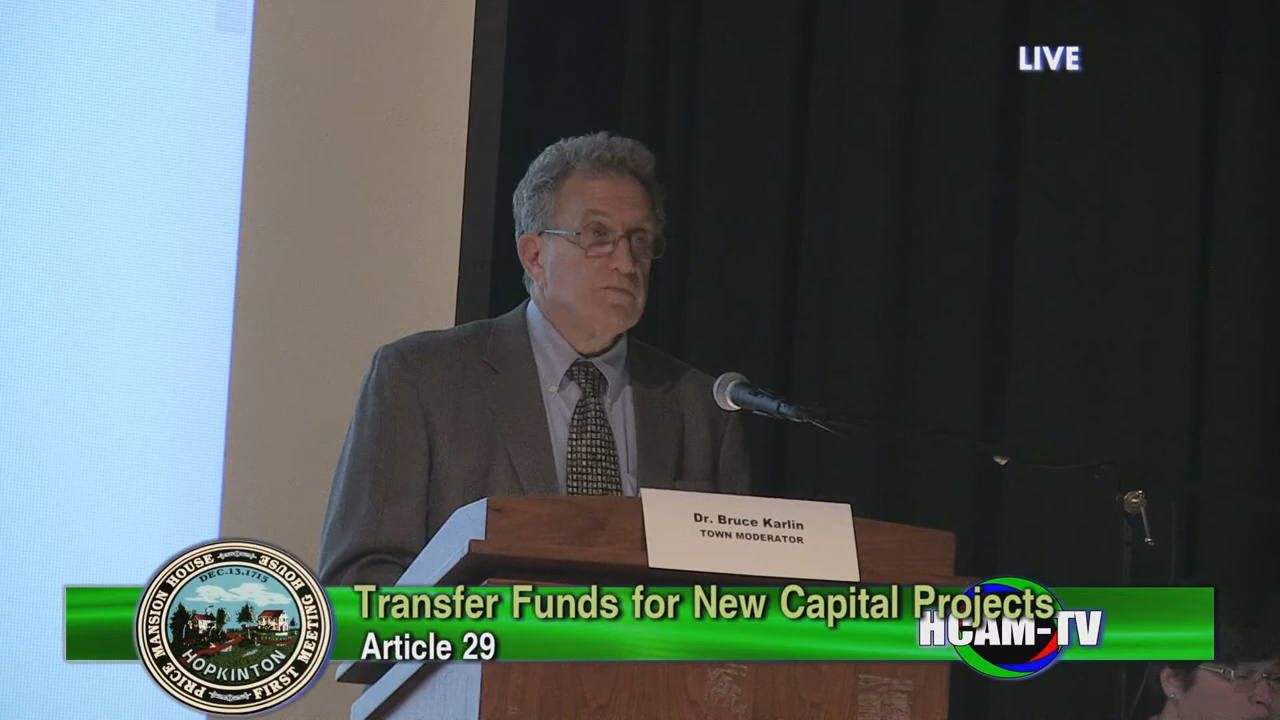 LIVE
Dr. Bruce Karlin
TOWN MODERATOR
Transfer Funds for New Capital Projects
Article 29
HCAM-TV
PRICE MANSION HOUSE
FIRST MEETING HOUSE
DEC.13.1715
HOPKINTON